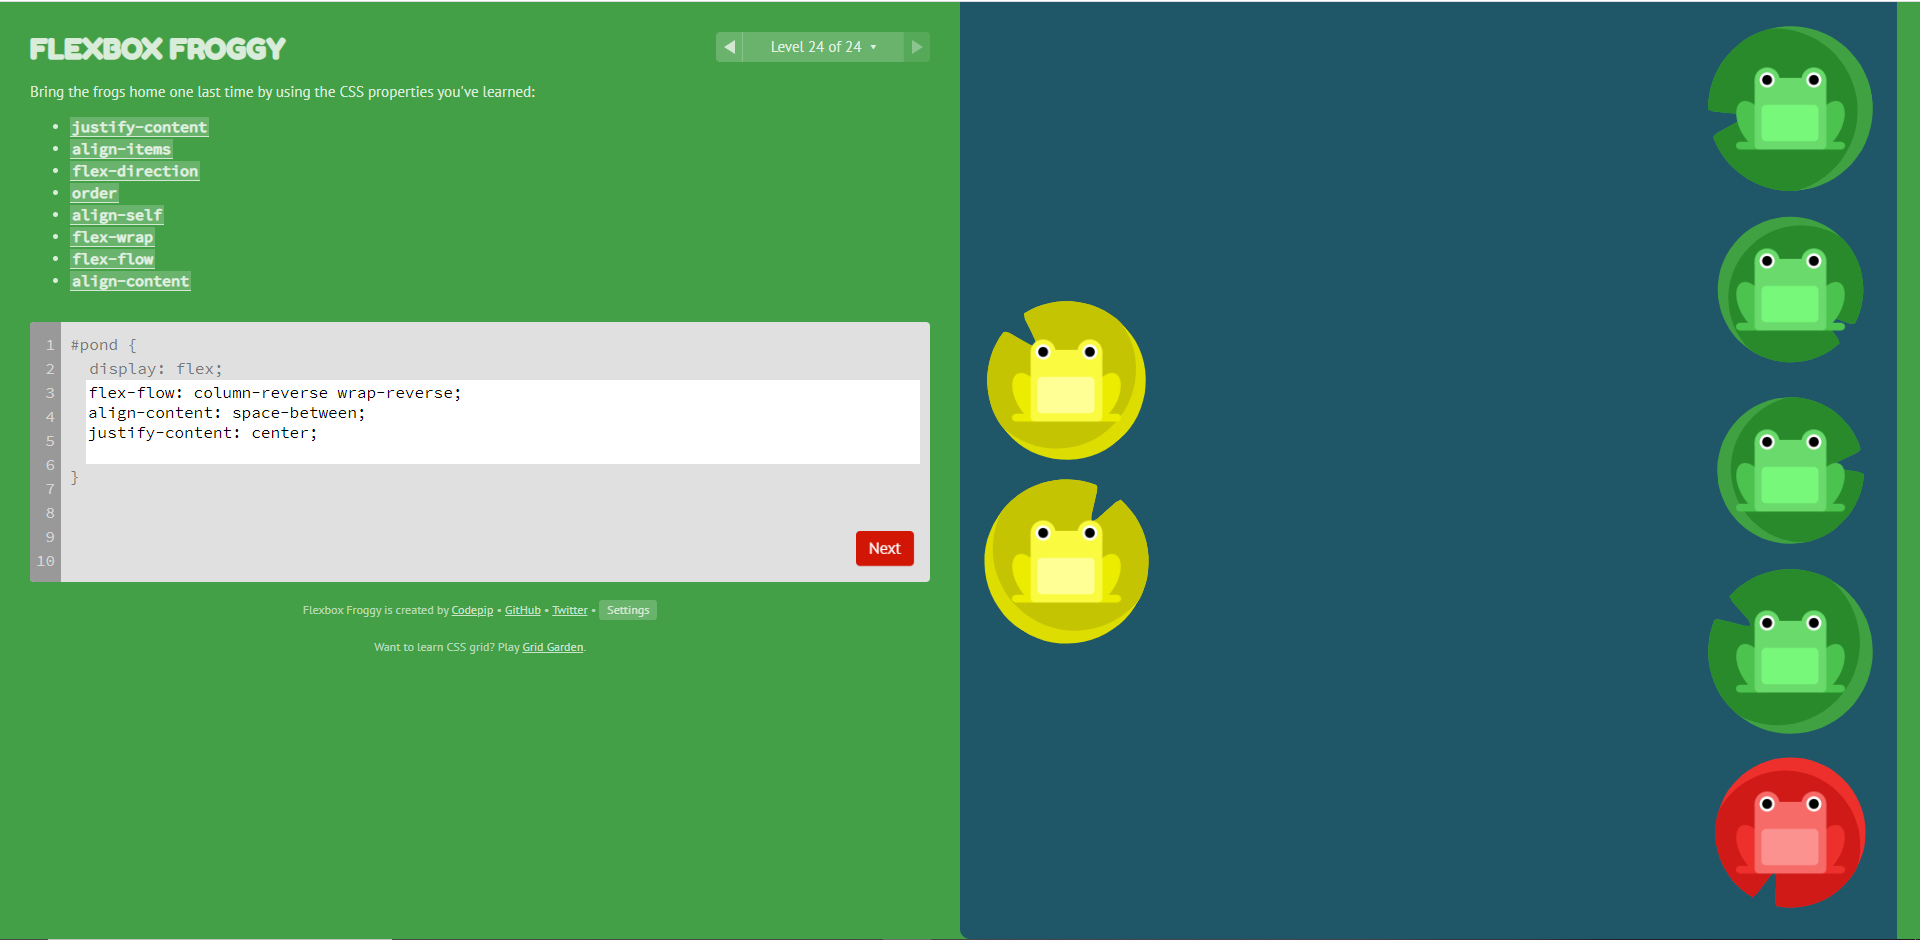 FLEXBOX FROGGY
Level 24 of 24
Bring the frogs home one last time by using the CSS properties you've learned:
justify-content
align-items
flex-direction
order
align-self
flex-wrap
flex-flow
align-content
1 #pond {
2 display: flex;
3 flex-flow: column-reverse wrap-reverse;
4 align-content: space-between;
5 justify-content: center;
6
7 }
8
9
10
Next
Flexbox Froggy is created by Codepip • GitHub • Twitter • Settings
Want to learn CSS grid? Play Grid Garden.